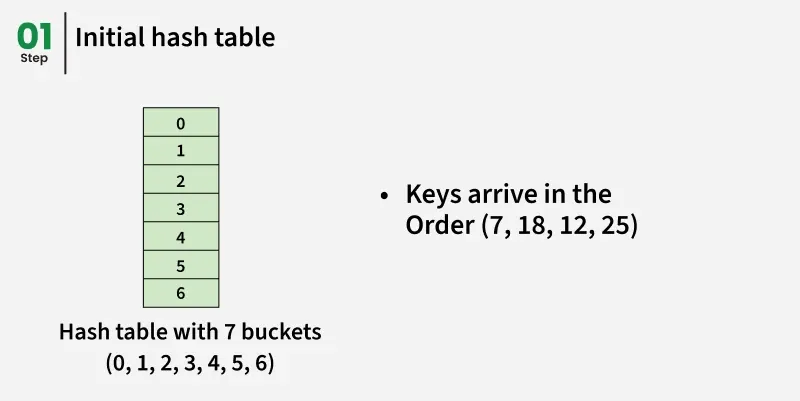 01
Step
Initial hash table
0
1
2
3
4
5
6
Hash table with 7 buckets
(0, 1, 2, 3, 4, 5, 6)
• Keys arrive in the
Order (7, 18, 12, 25)